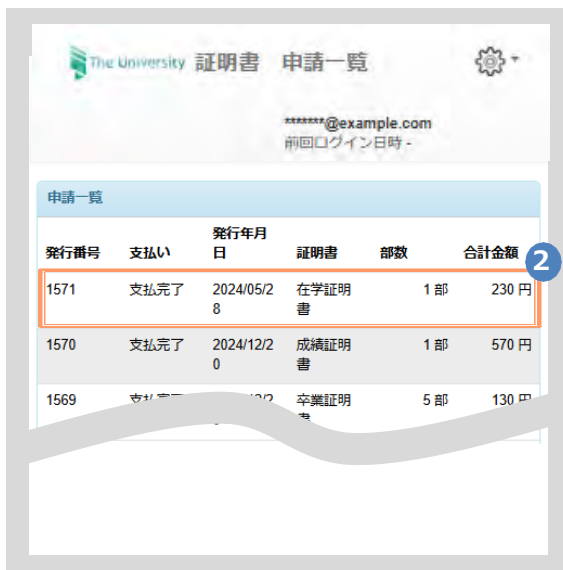 The University 証明書 申請一覧
*******@example.com
前回ログイン日時 -
申請一覧
発行番号 支払い 発行年月日 証明書 部数 合計金額
2
1571 支払完了 2024/05/28 在学証明書 1 部 230 円
1570 支払完了 2024/12/20 成績証明書 1 部 570 円
1569 卒業証明書 5 部 130 円